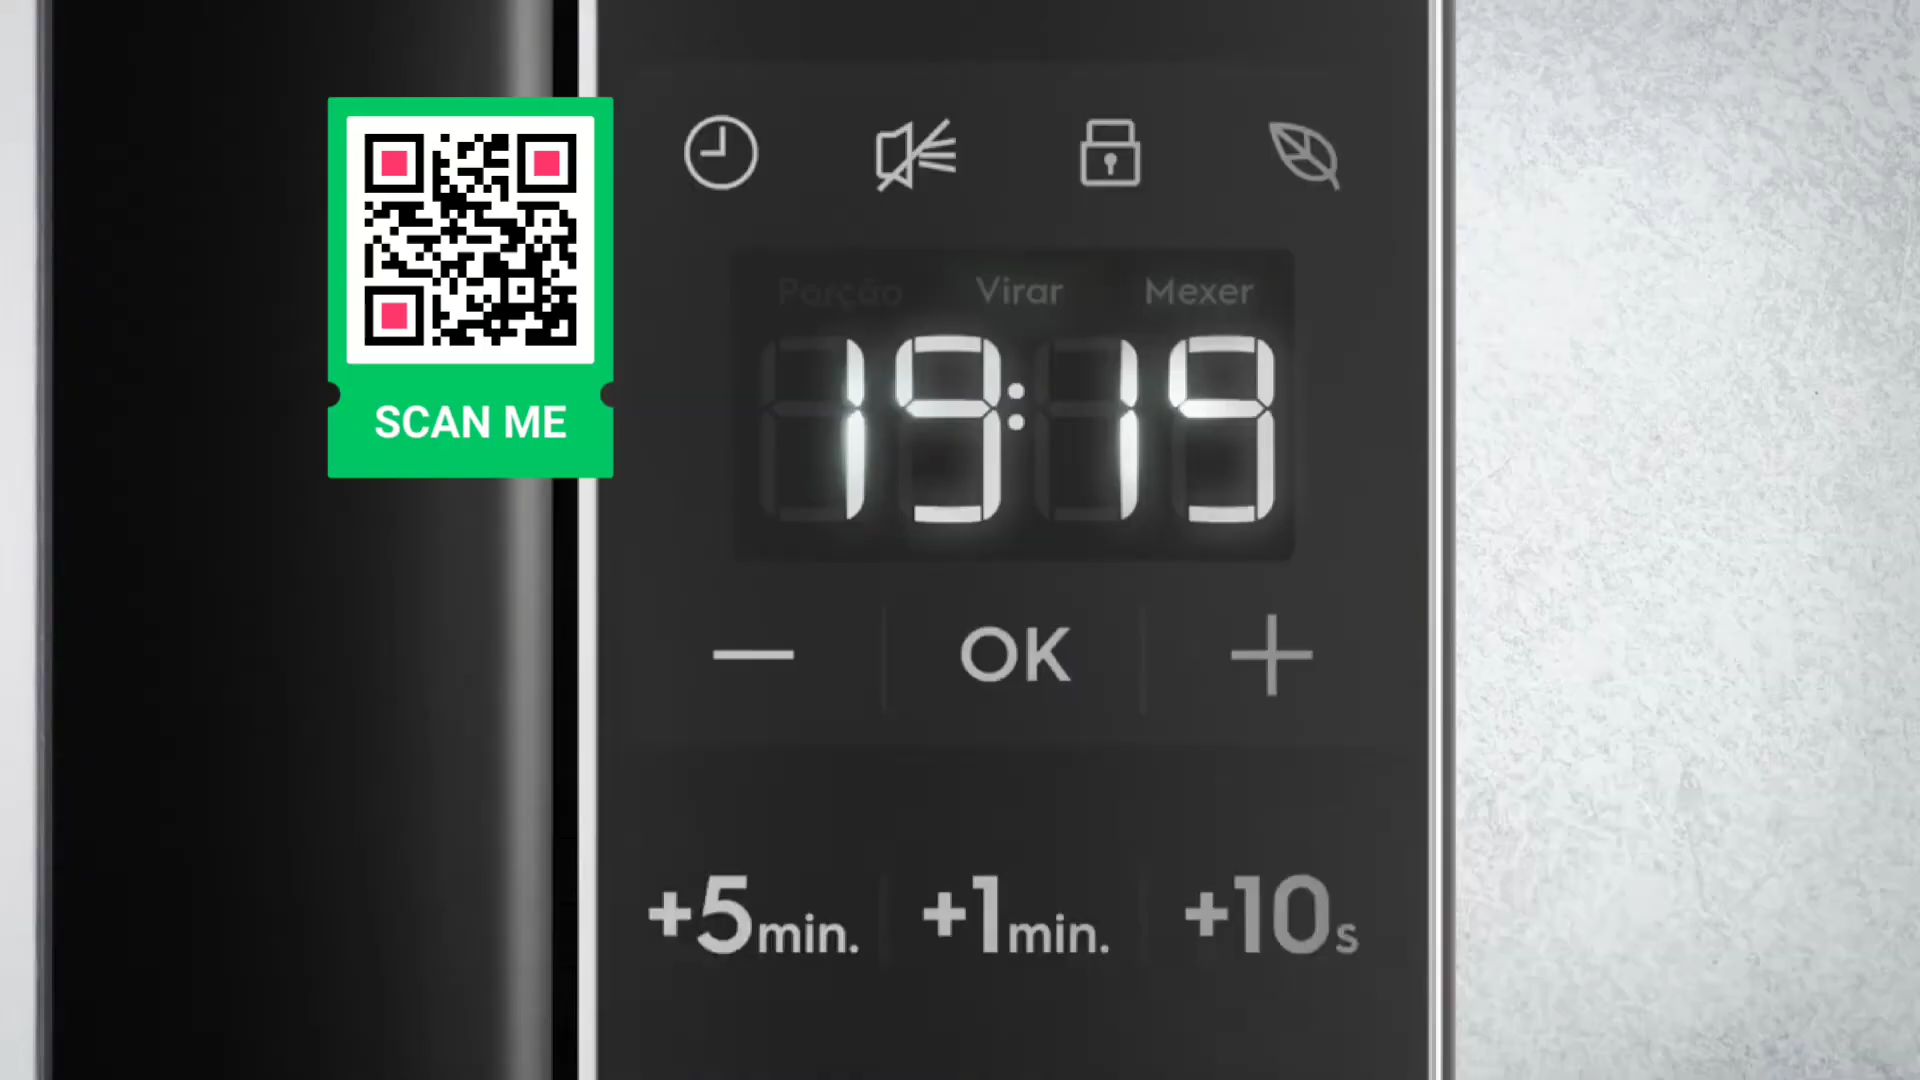 SCAN ME
Porção Virar Mexer
19:19
— OK +
+5min. +1min. +10s